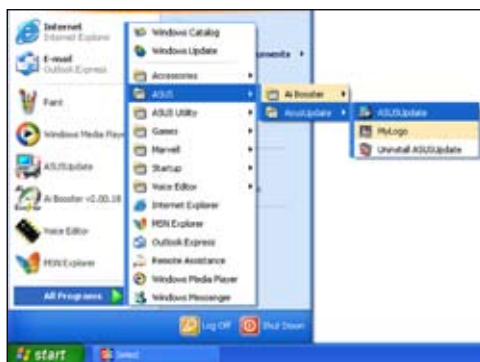 Internet
Internet Explorer
E-mail
Outlook Express
Paint
Windows Media Player
ASUSUpdate
Ai Booster v2.00.18
Voice Editor
MSN Explorer
All Programs
Windows Catalog
Windows Update
Accessories
ASUS
ASUS Utility
Games
Marvell
Startup
Voice Editor
Internet Explorer
MSN Explorer
Outlook Express
Remote Assistance
Windows Media Player
Windows Messenger
uments
Ai Booster
AsusUpdate
ASUSUpdate
MyLogo
Uninstall ASUSUpdate
Log Off
Shut Down
start